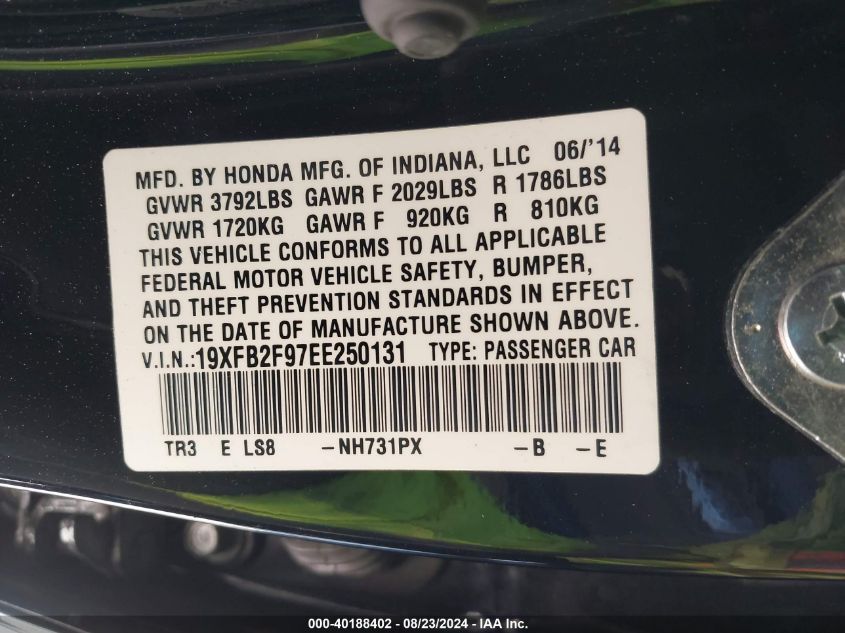 MFD. BY HONDA MFG. OF INDIANA, LLC 06/'14
GVWR 3792LBS GAWR F 2029LBS R 1786LBS
GVWR 1720KG GAWR F 920KG R 810KG
THIS VEHICLE CONFORMS TO ALL APPLICABLE
FEDERAL MOTOR VEHICLE SAFETY, BUMPER,
AND THEFT PREVENTION STANDARDS IN EFFECT
ON THE DATE OF MANUFACTURE SHOWN ABOVE.
V.I.N.:19XFB2F97EE250131 TYPE: PASSENGER CAR
TR3 E LS8 -NH731PX -B -E
000-40188402 - 08/23/2024 - IAA Inc.